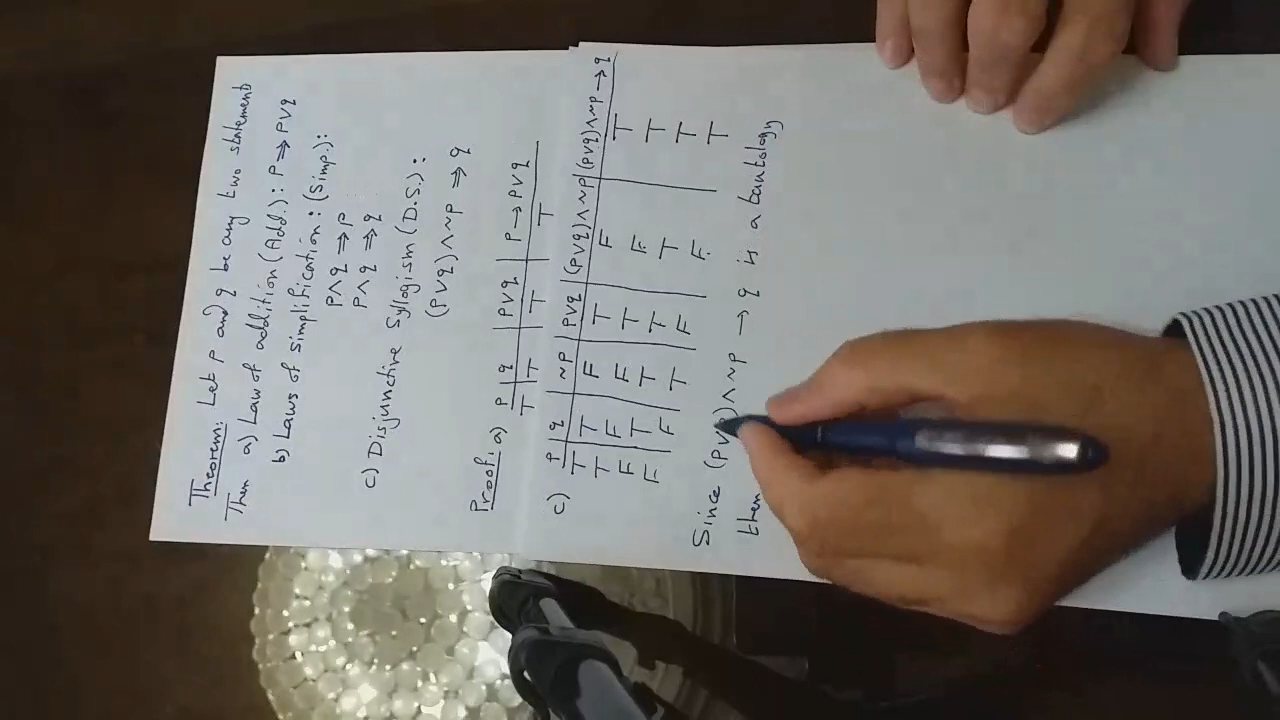 Theorem: Let P and q be any two statements
Then a) Law of addition (Add.): P ⇒ P∨q
b) Laws of simplification: (Simp.):
P∧q ⇒ P
P∧q ⇒ q
c) Disjunctive Syllogism (D.S.):
(P∨q)∧~P ⇒ q
Proof: a) P | q | P∨q | P → P∨q
T | T | T | T
c) P | q | ~P | P∨q | (P∨q)∧~P | (P∨q)∧~P → q
T | T | F | T | F | T
T | F | F | T | F | T
F | T | T | T | T | T
F | F | T | F | F | T
Since (P∨q)∧~P → q is a tautology
then